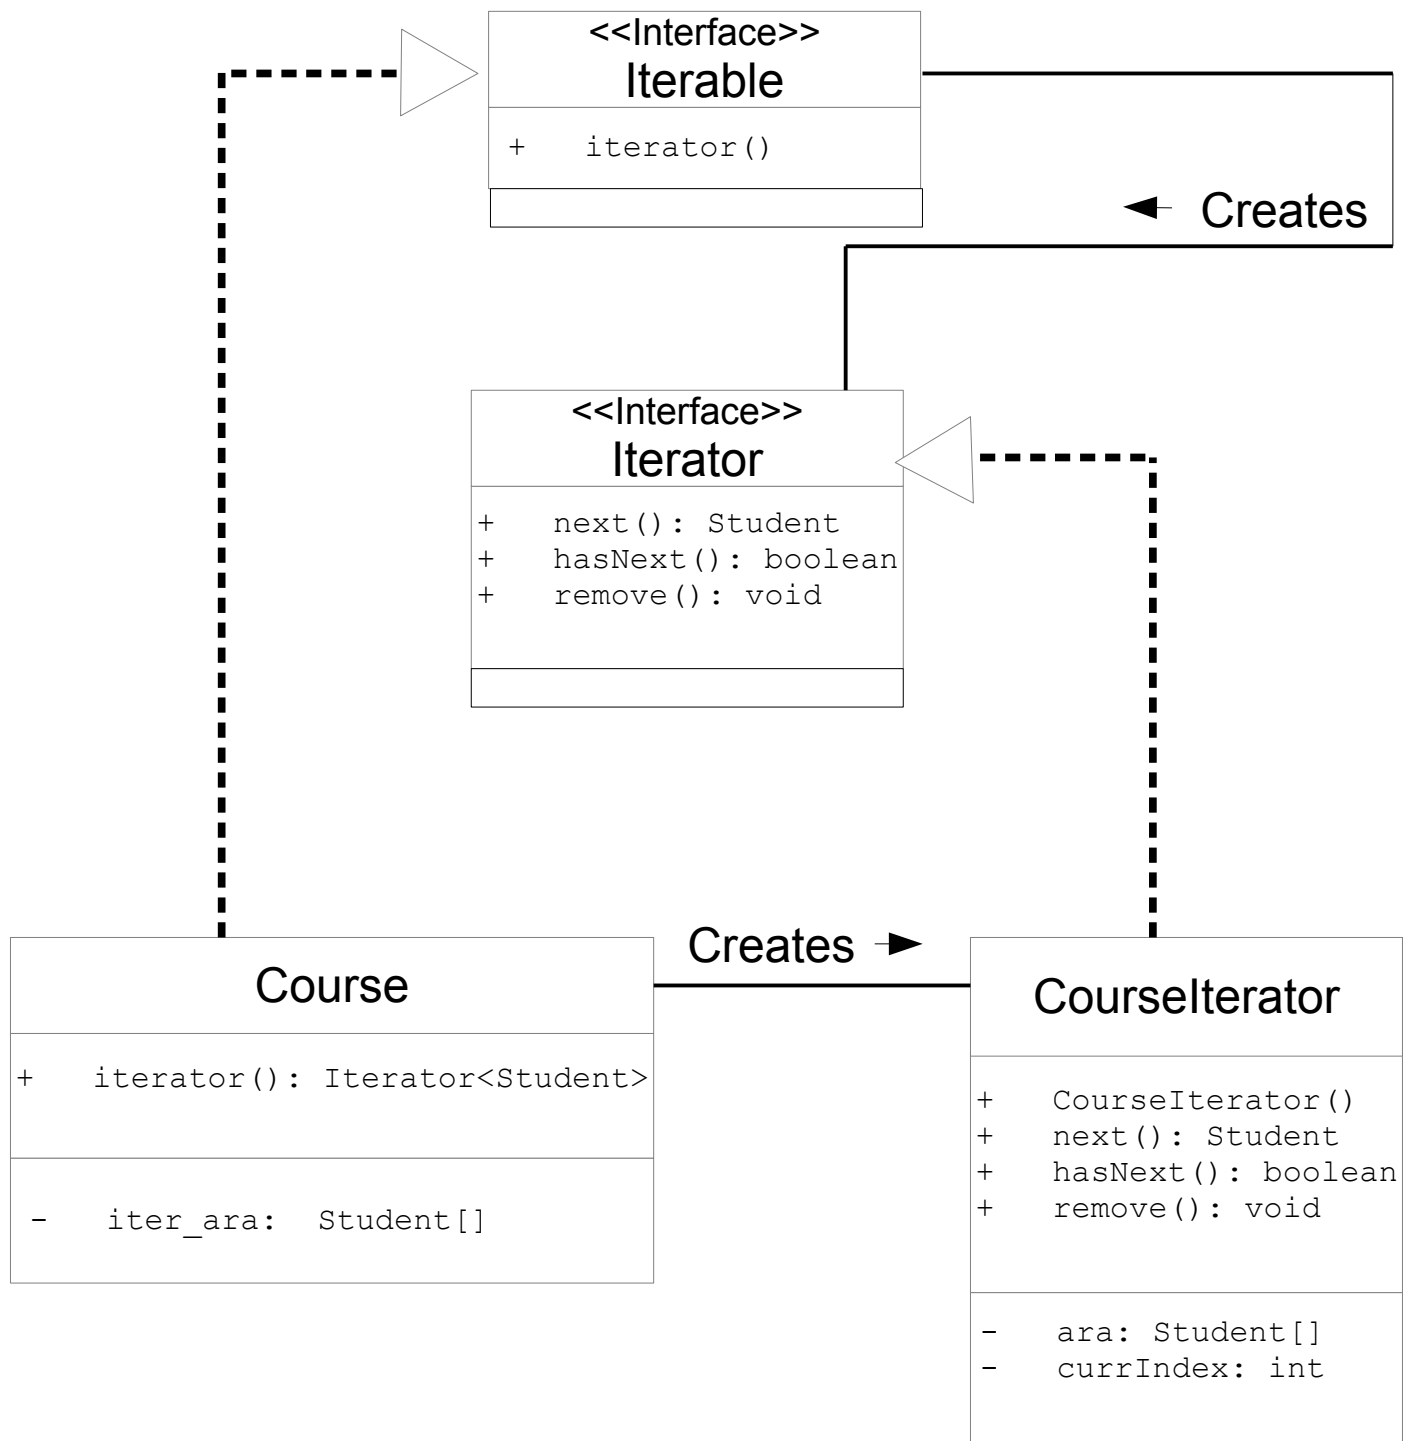 <<Interface>>
Iterable
+ iterator()
Creates
<<Interface>>
Iterator
+ next(): Student
+ hasNext(): boolean
+ remove(): void
Creates
Course
+ iterator(): Iterator<Student>
- iter_ara: Student[]
CourseIterator
+ CourseIterator()
+ next(): Student
+ hasNext(): boolean
+ remove(): void
- ara: Student[]
- currIndex: int